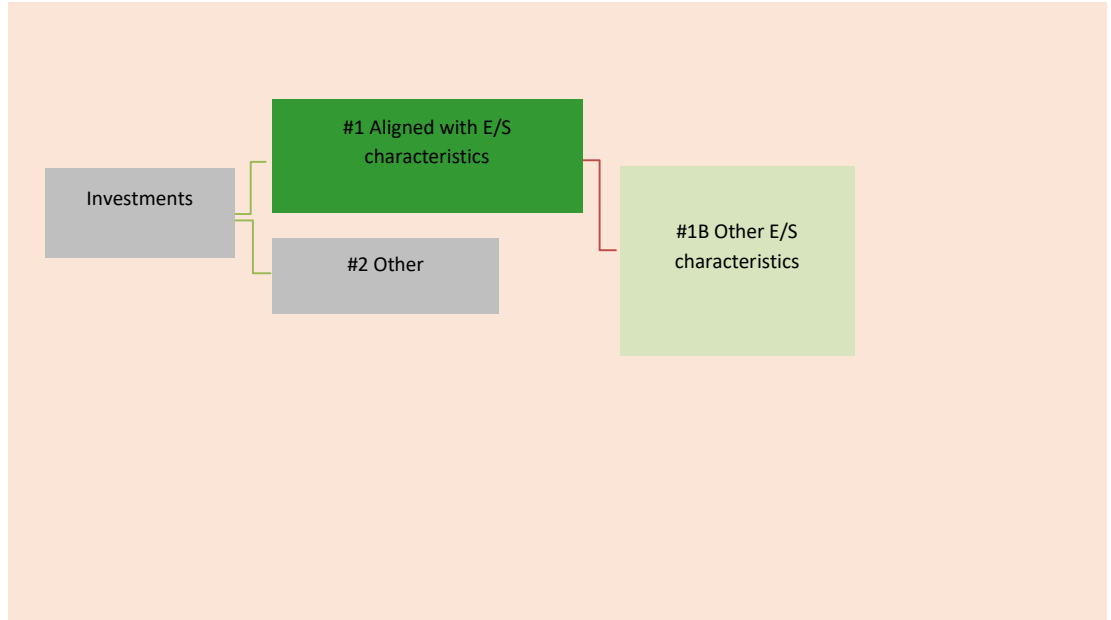 #1 Aligned with E/S
characteristics
Investments
#2 Other
#1B Other E/S
characteristics